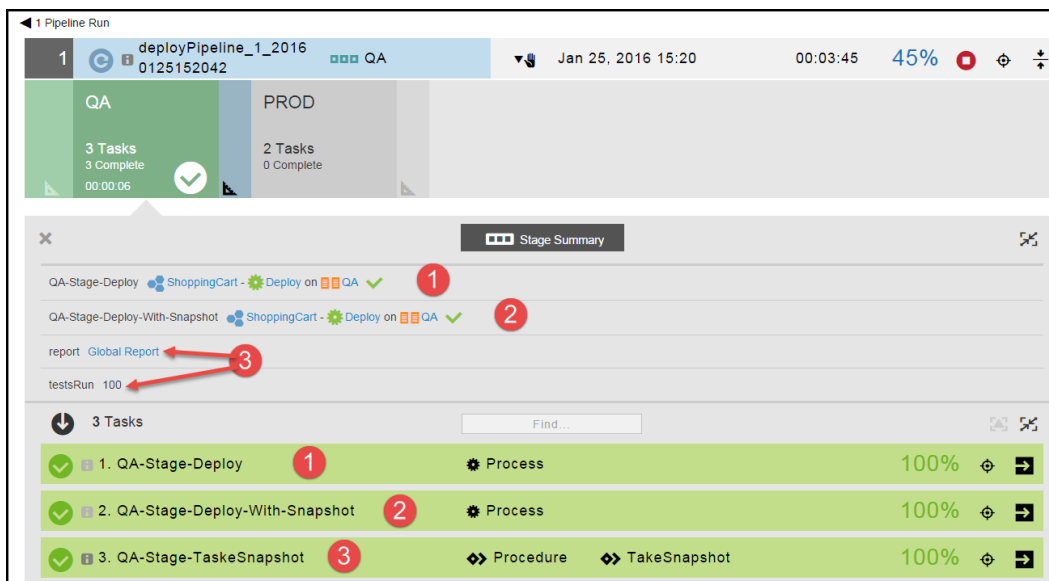 1 Pipeline Run
1 deployPipeline_1_2016 0125152042 QA Jan 25, 2016 15:20 00:03:45 45%
QA PROD
3 Tasks 2 Tasks
3 Complete 0 Complete
00:00:06
Stage Summary
QA-Stage-Deploy ShoppingCart - Deploy on QA 1
QA-Stage-Deploy-With-Snapshot ShoppingCart - Deploy on QA 2
report Global Report 3
testsRun 100
3 Tasks Find...
1. QA-Stage-Deploy 1 Process 100%
2. QA-Stage-Deploy-With-Snapshot 2 Process 100%
3. QA-Stage-TaskeSnapshot 3 Procedure TakeSnapshot 100%